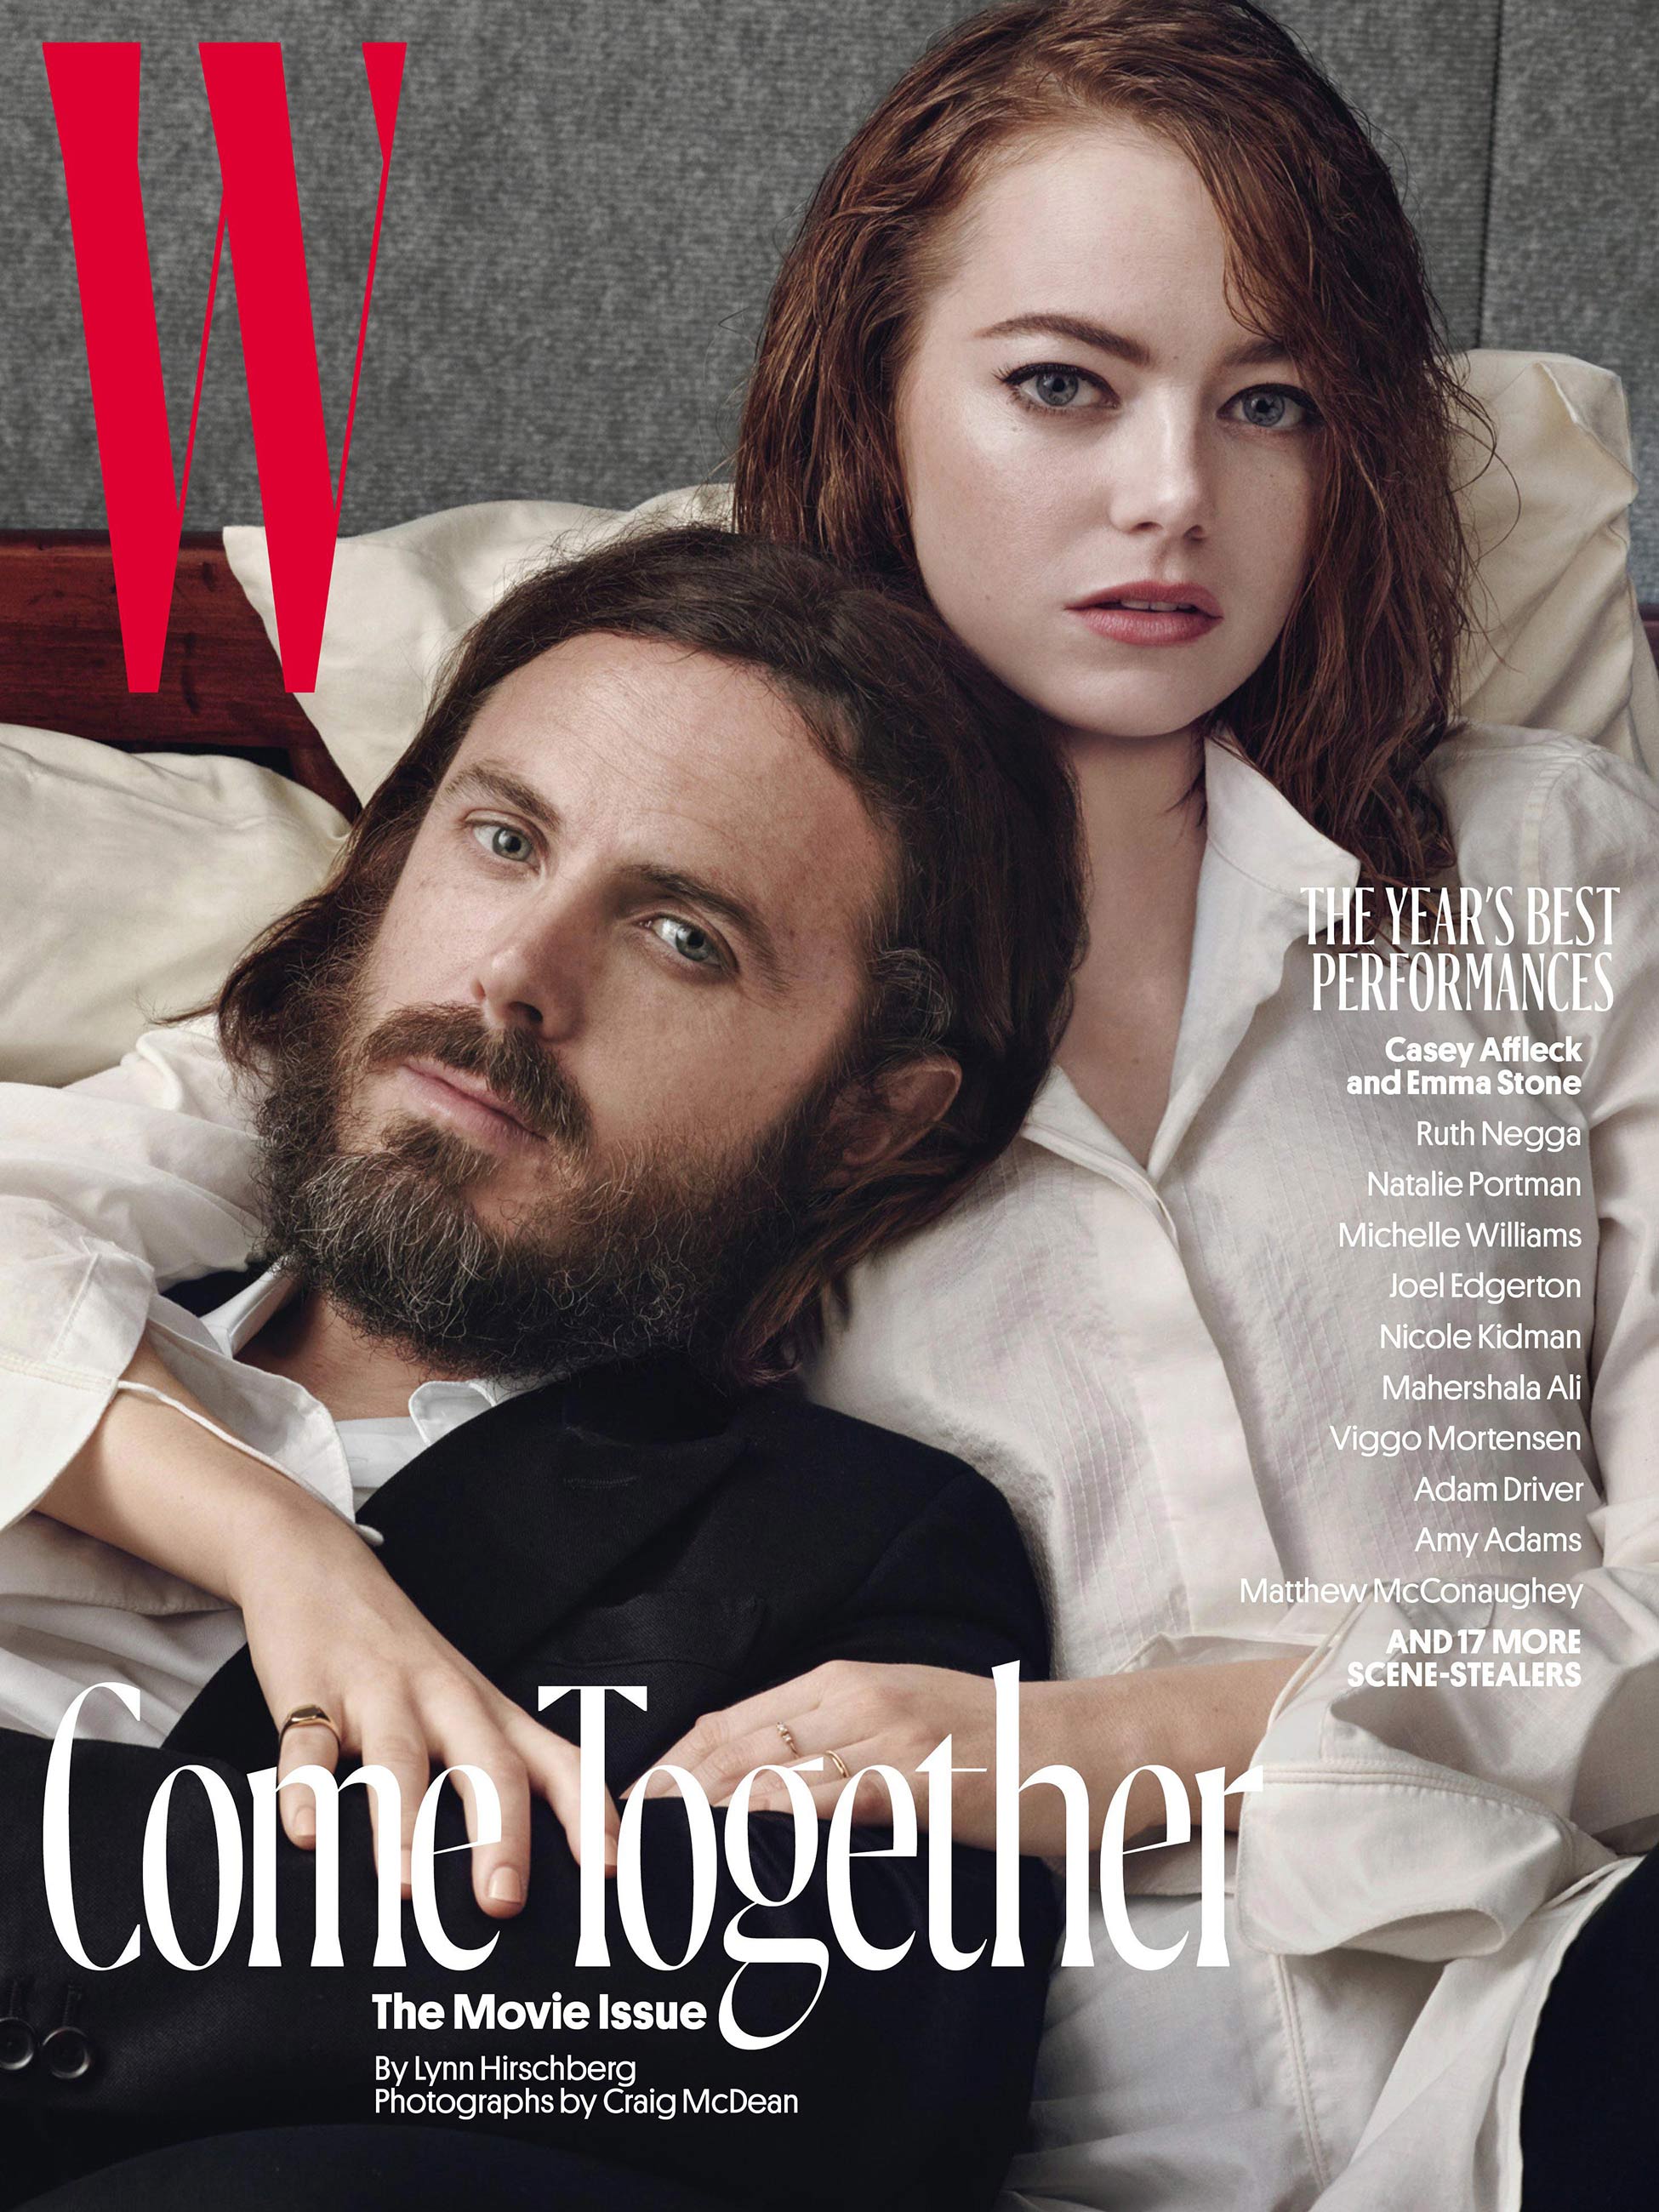 W
THE YEAR'S BEST
PERFORMANCES
Casey Affleck
and Emma Stone
Ruth Negga
Natalie Portman
Michelle Williams
Joel Edgerton
Nicole Kidman
Mahershala Ali
Viggo Mortensen
Adam Driver
Amy Adams
Matthew McConaughey
AND 17 MORE
SCENE-STEALERS
Come Together
The Movie Issue
By Lynn Hirschberg
Photographs by Craig McDean